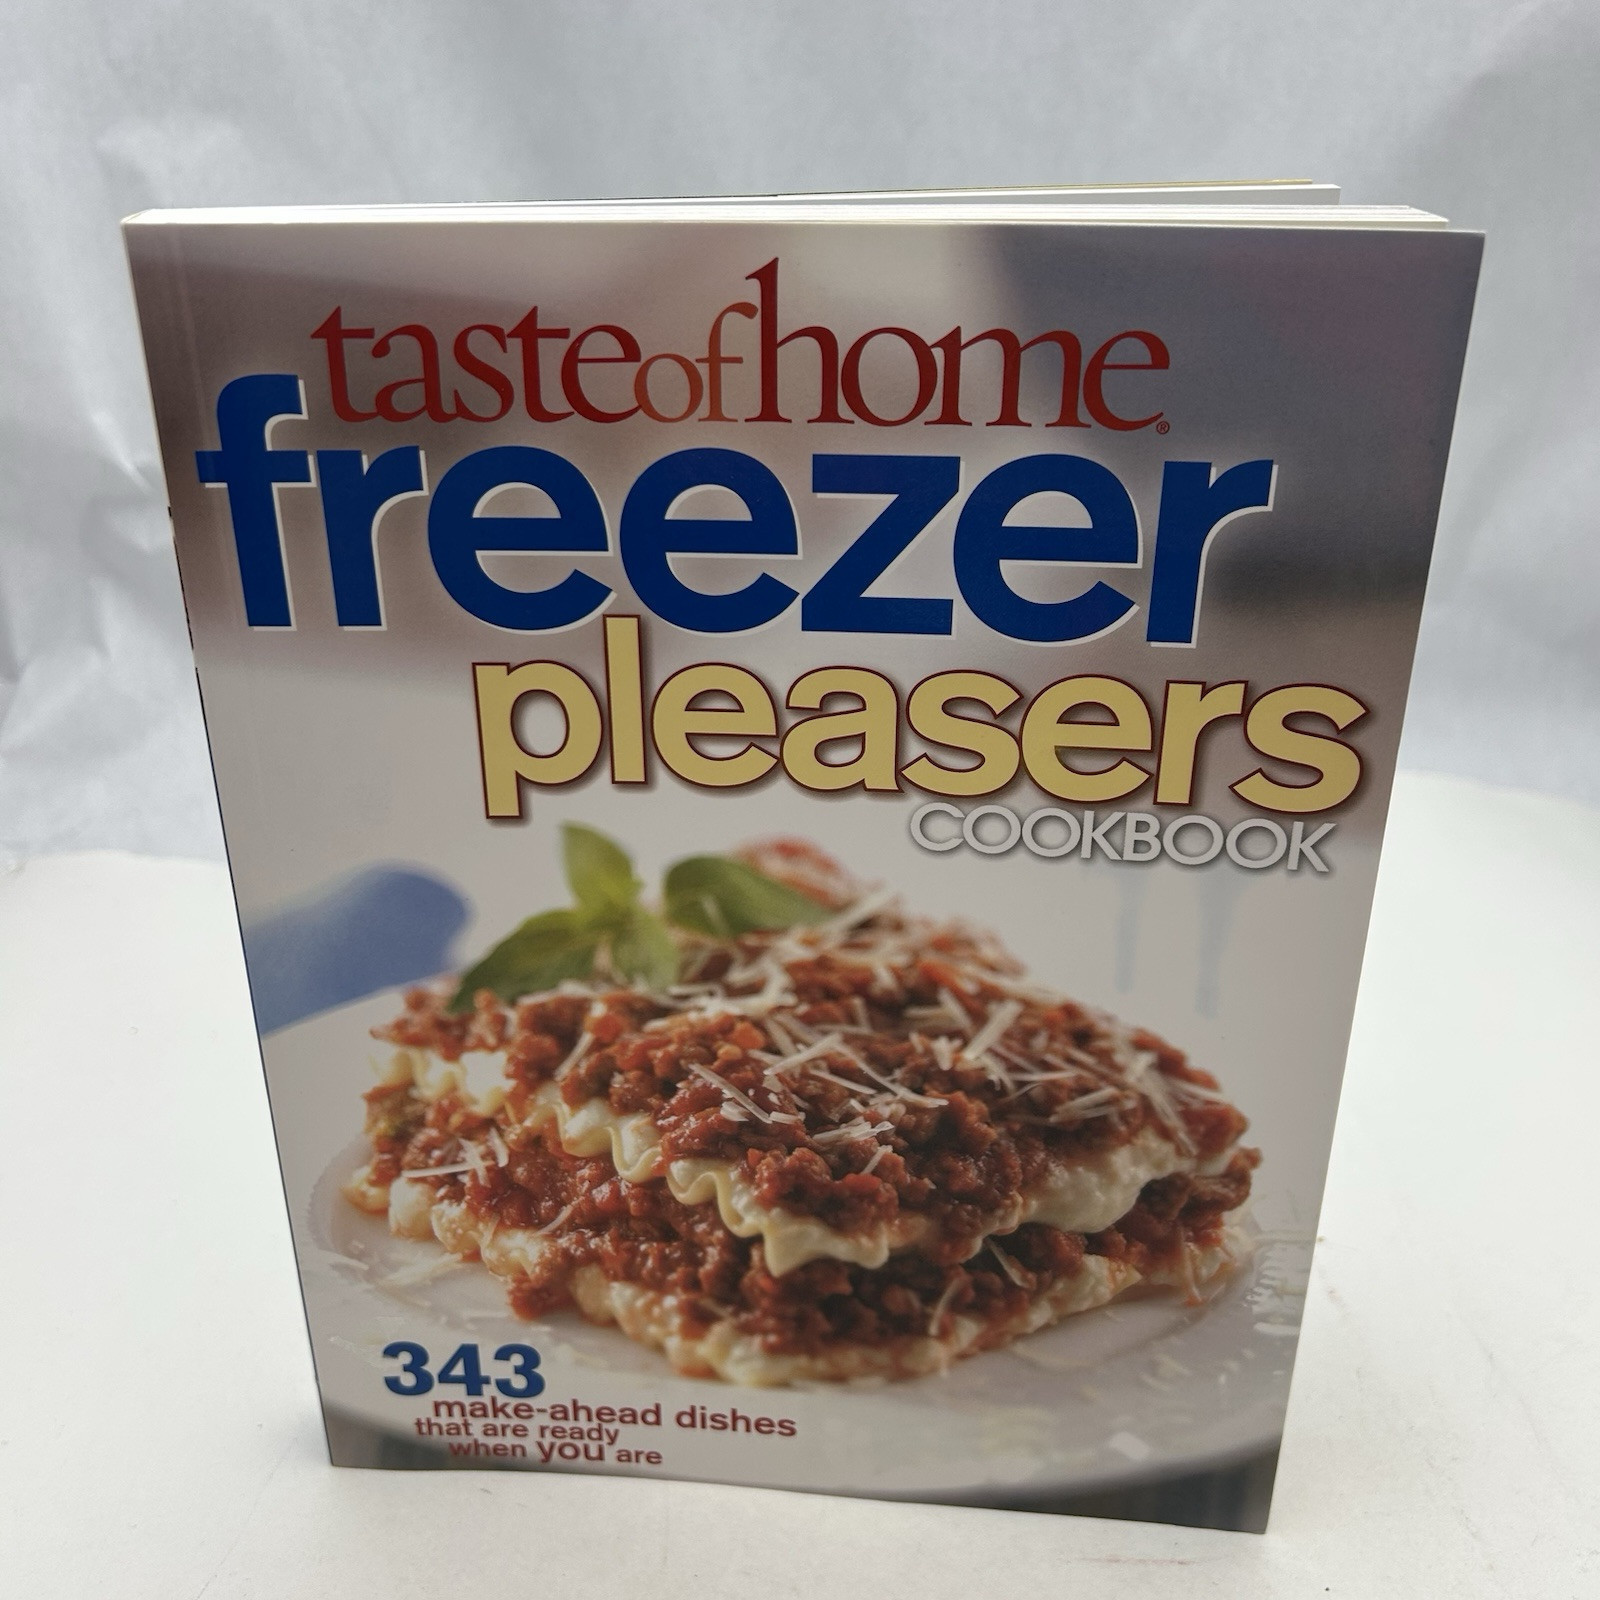 tasteofhome®
freezer
pleasers
COOKBOOK
343
make-ahead dishes
that are ready
when you are